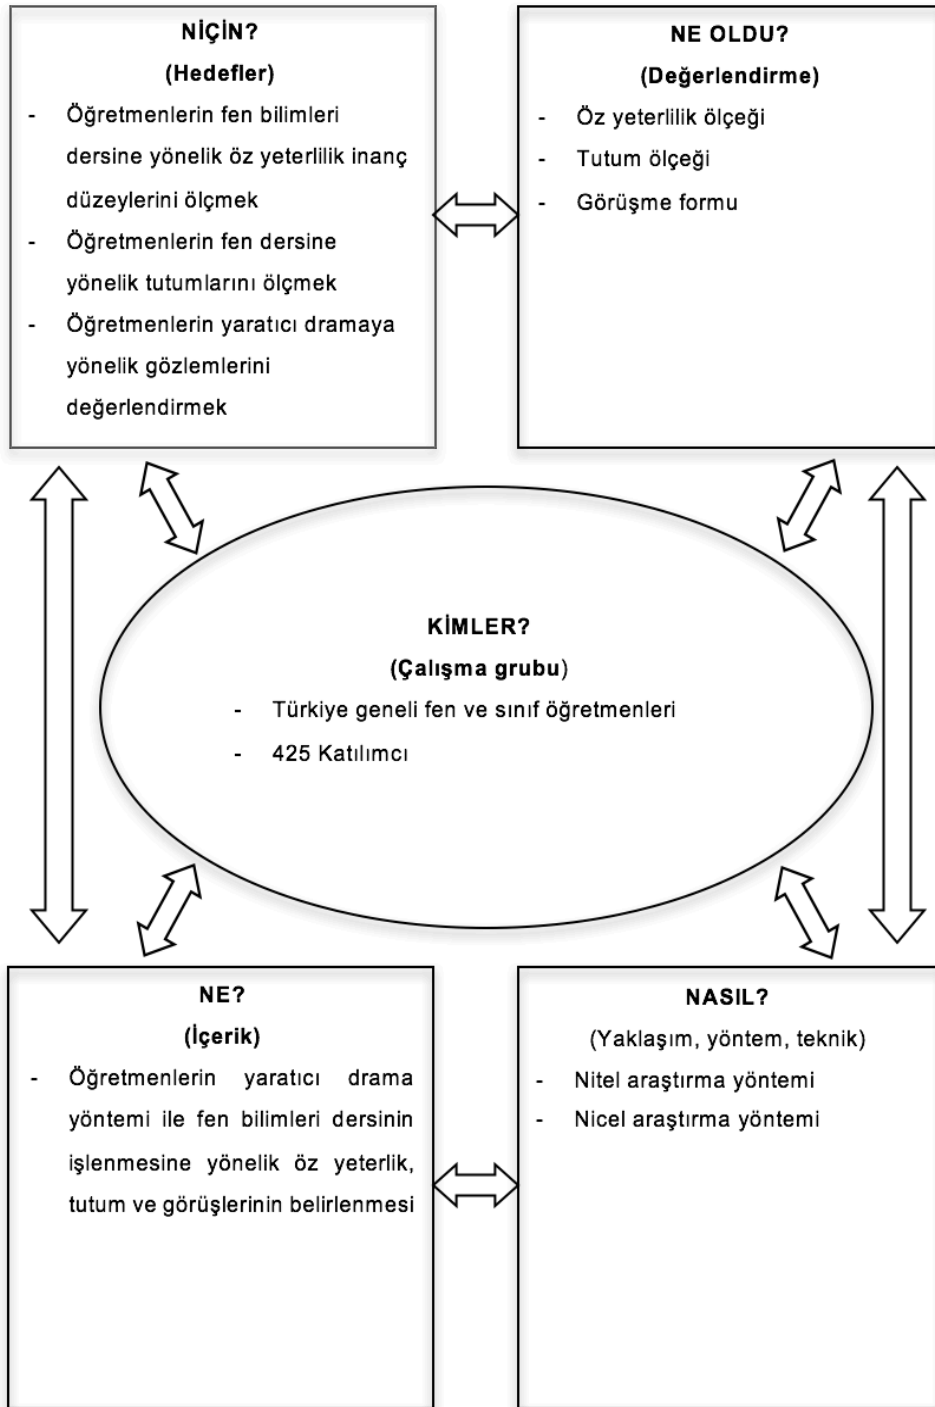 NİÇİN?
(Hedefler)
- Öğretmenlerin fen bilimleri
dersine yönelik öz yeterlilik inanç
düzeylerini ölçmek
- Öğretmenlerin fen dersine
yönelik tutumlarını ölçmek
- Öğretmenlerin yaratıcı dramaya
yönelik gözlemlerini
değerlendirmek
NE OLDU?
(Değerlendirme)
- Öz yeterlilik ölçeği
- Tutum ölçeği
- Görüşme formu
KİMLER?
(Çalışma grubu)
- Türkiye geneli fen ve sınıf öğretmenleri
- 425 Katılımcı
NE?
(İçerik)
- Öğretmenlerin yaratıcı drama
yöntemi ile fen bilimleri dersinin
işlenmesine yönelik öz yeterlik,
tutum ve görüşlerinin belirlenmesi
NASIL?
(Yaklaşım, yöntem, teknik)
- Nitel araştırma yöntemi
- Nicel araştırma yöntemi